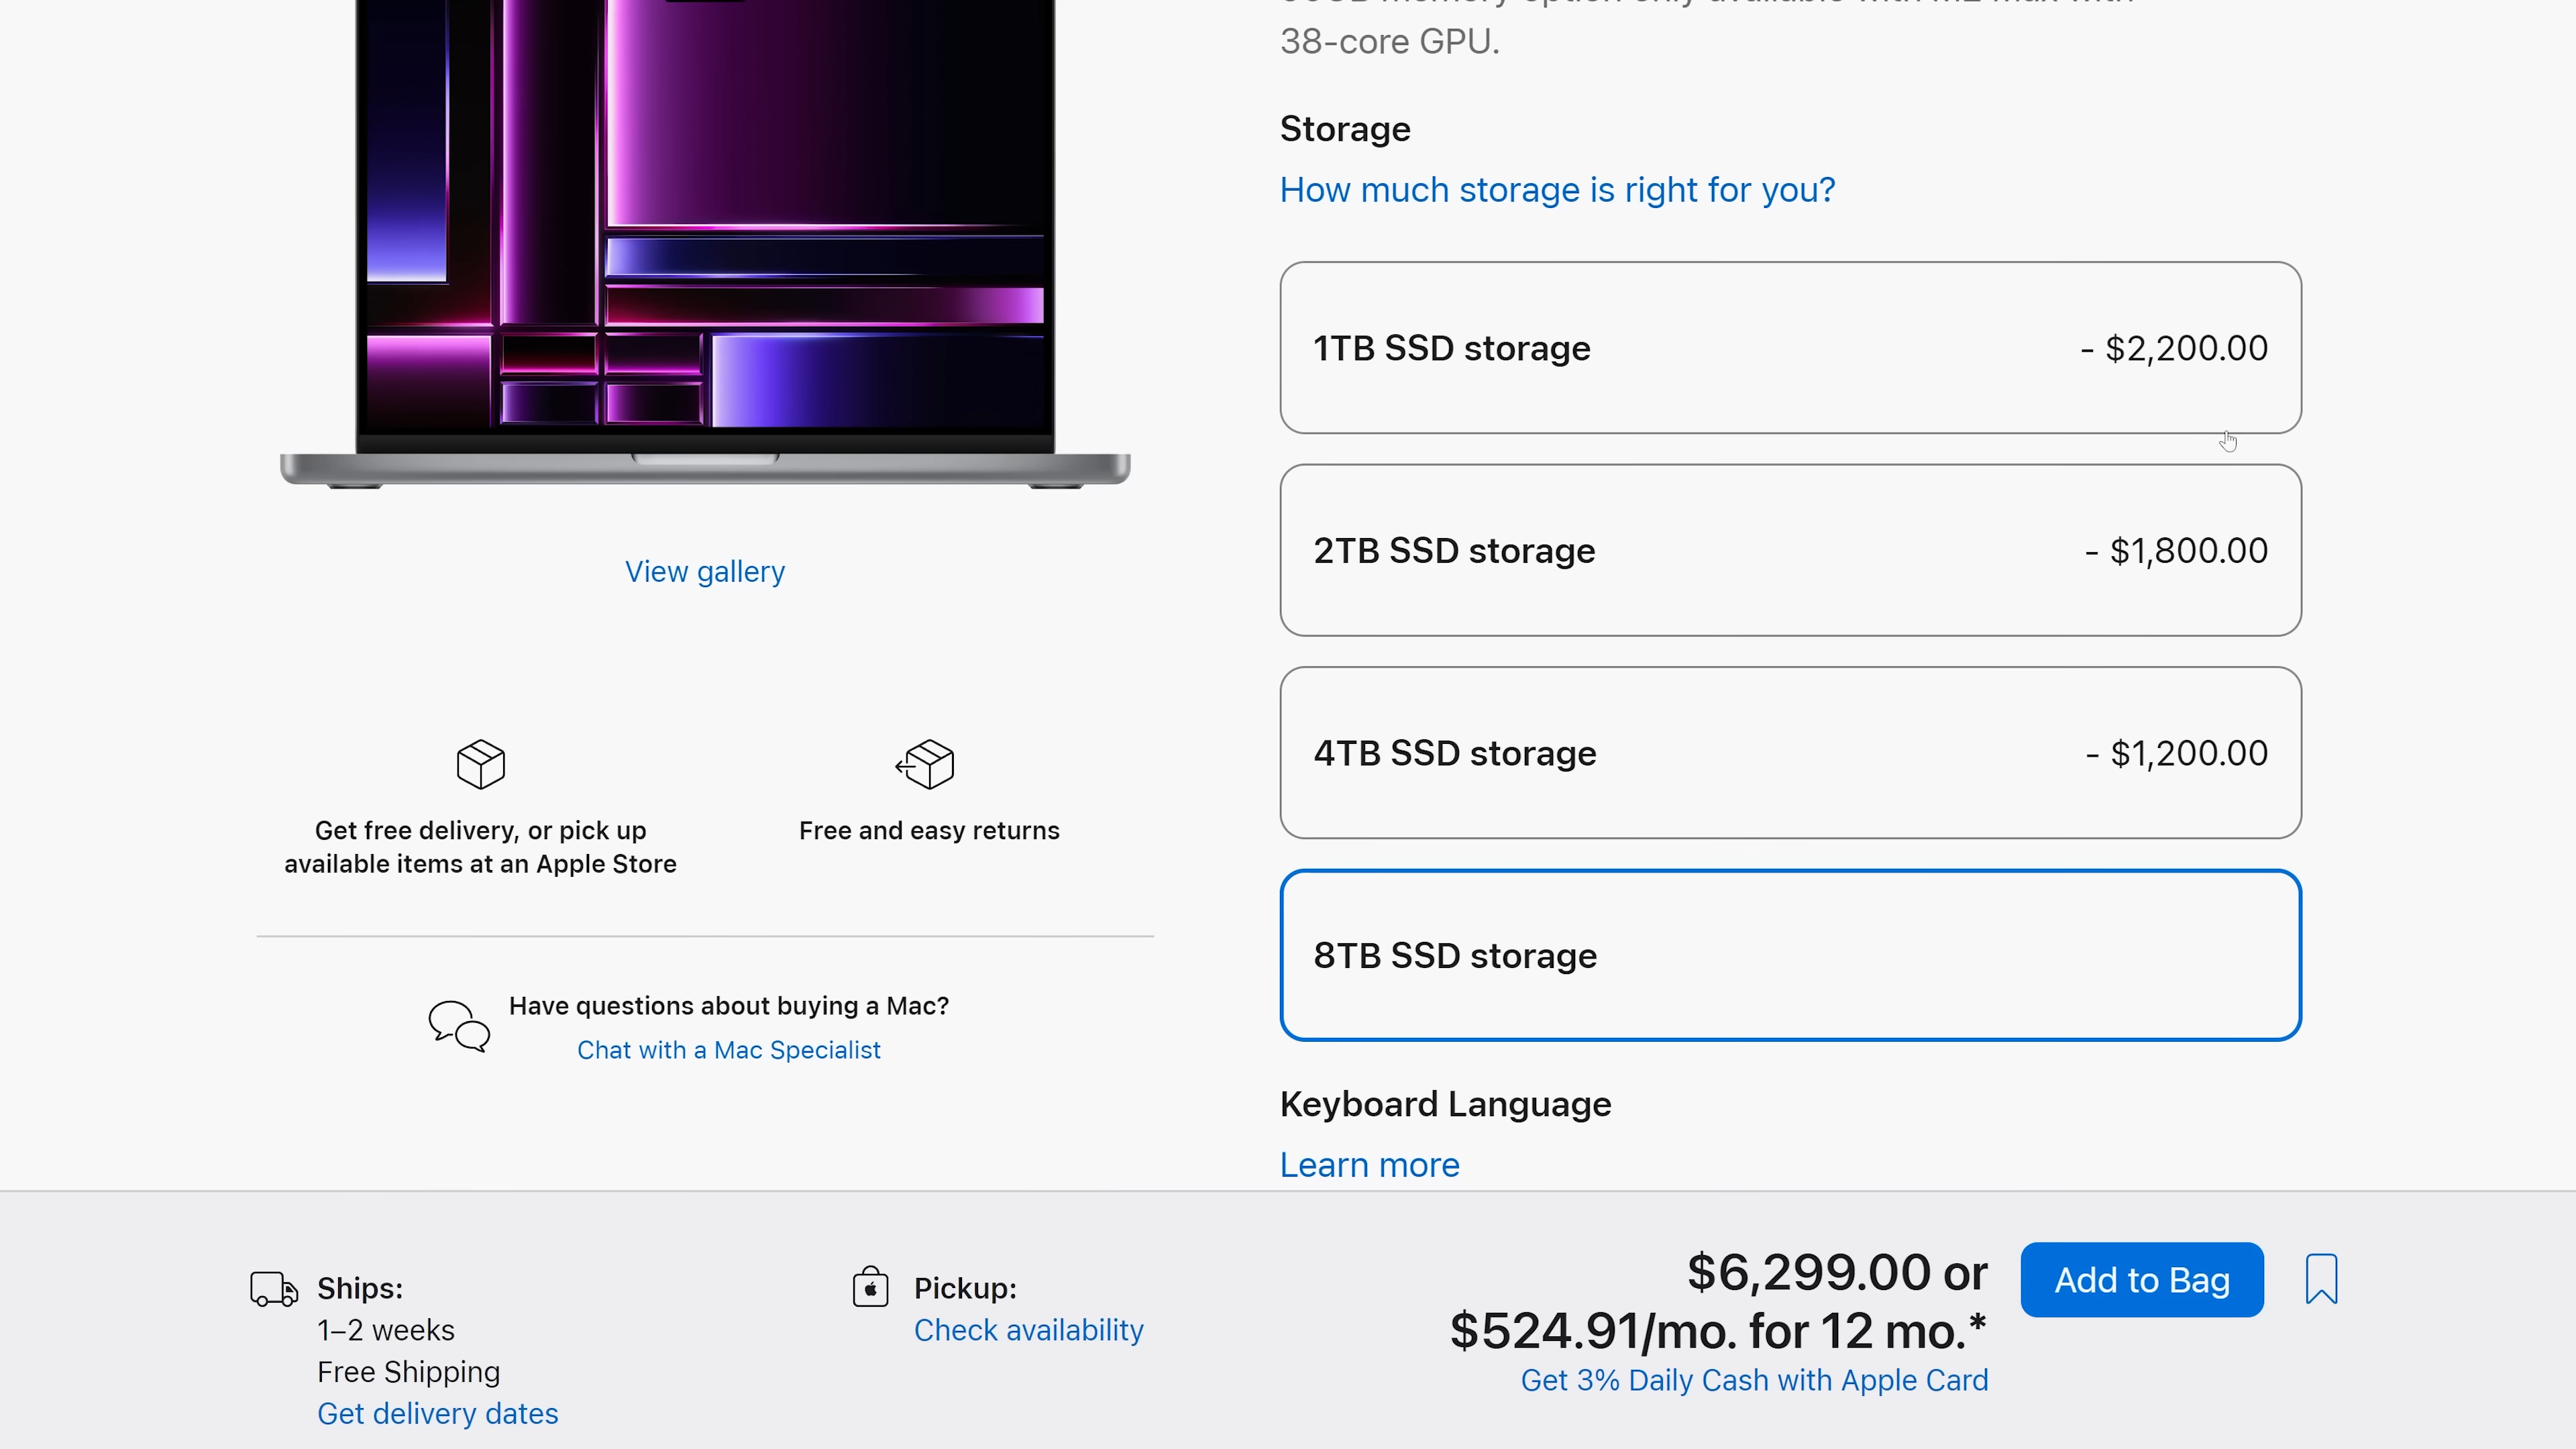 38-core GPU.
Storage
How much storage is right for you?
1TB SSD storage - $2,200.00
2TB SSD storage - $1,800.00
4TB SSD storage - $1,200.00
8TB SSD storage
Keyboard Language
Learn more
View gallery
Get free delivery, or pick up
available items at an Apple Store
Free and easy returns
Have questions about buying a Mac?
Chat with a Mac Specialist
Ships:
1–2 weeks
Free Shipping
Get delivery dates
Pickup:
Check availability
$6,299.00 or
$524.91/mo. for 12 mo.*
Get 3% Daily Cash with Apple Card
Add to Bag